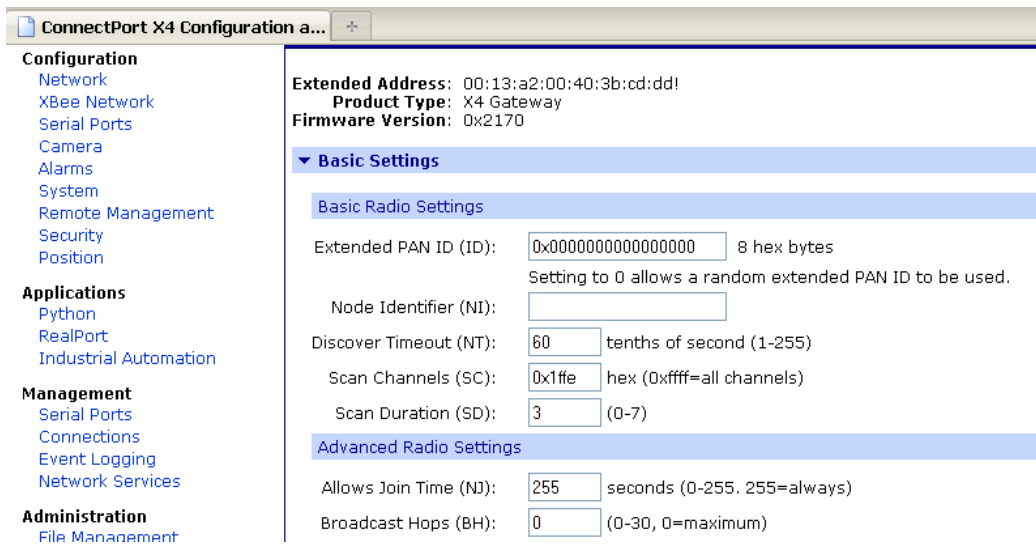 ConnectPort X4 Configuration a...
Configuration
Network
XBee Network
Serial Ports
Camera
Alarms
System
Remote Management
Security
Position
Applications
Python
RealPort
Industrial Automation
Management
Serial Ports
Connections
Event Logging
Network Services
Administration
File Management
Extended Address: 00:13:a2:00:40:3b:cd:dd!
Product Type: X4 Gateway
Firmware Version: 0x2170
Basic Settings
Basic Radio Settings
Extended PAN ID (ID): 0x0000000000000000 8 hex bytes
Setting to 0 allows a random extended PAN ID to be used.
Node Identifier (NI):
Discover Timeout (NT): 60 tenths of second (1-255)
Scan Channels (SC): 0x1ffe hex (0xffff=all channels)
Scan Duration (SD): 3 (0-7)
Advanced Radio Settings
Allows Join Time (NJ): 255 seconds (0-255. 255=always)
Broadcast Hops (BH): 0 (0-30, 0=maximum)